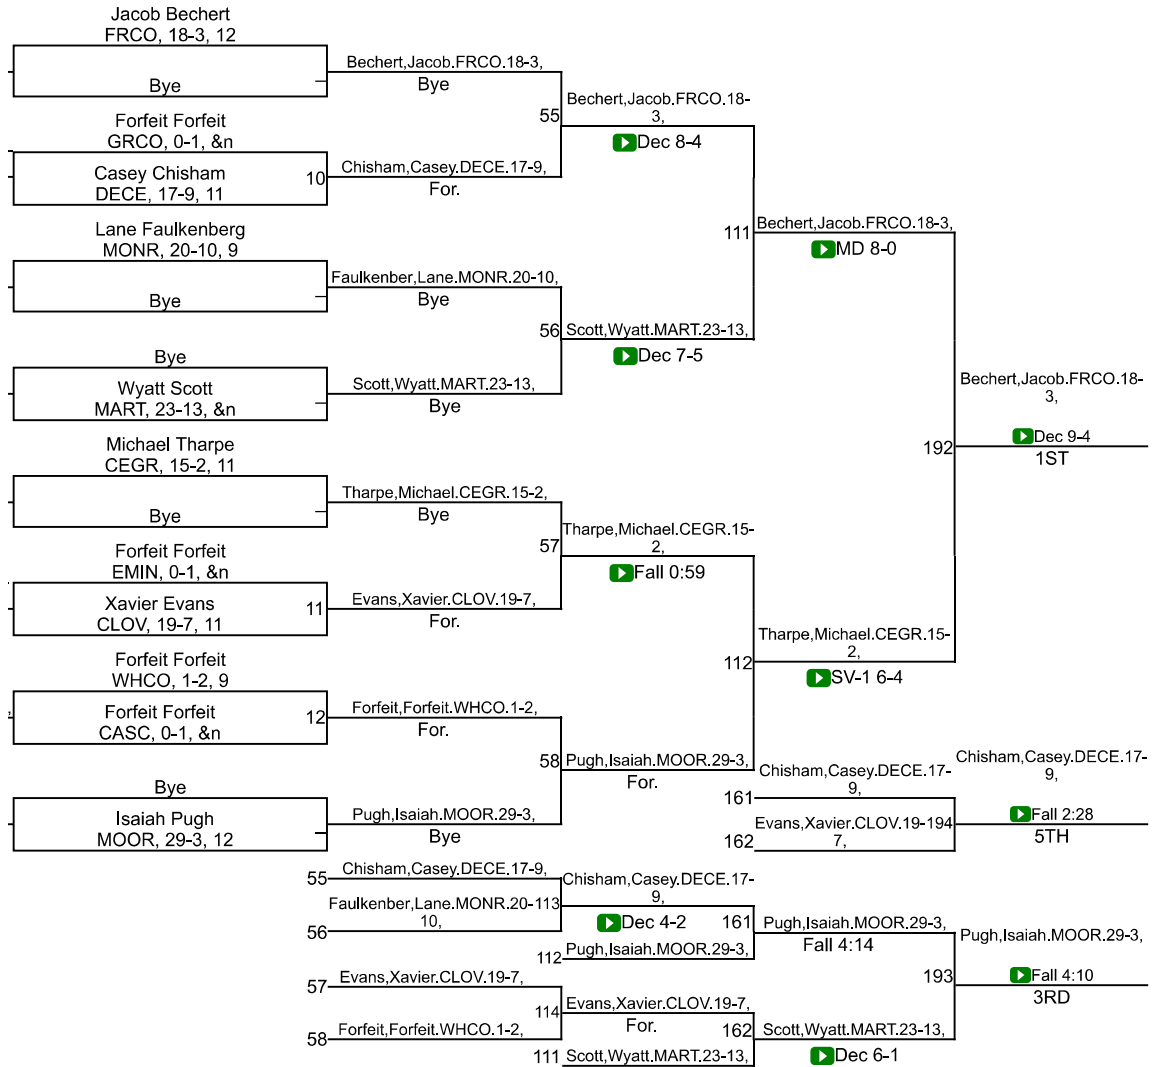 Jacob Bechert
FRCO, 18-3, 12
Bye
Bechert,Jacob.FRCO.18-3,
Bye
Forfeit Forfeit
GRCO, 0-1, &n
Casey Chisham
DECE, 17-9, 11
10
Chisham,Casey.DECE.17-9,
For.
55
Bechert,Jacob.FRCO.18-
3,
Dec 8-4
Lane Faulkenberg
MONR, 20-10, 9
Bye
Faulkenber,Lane.MONR.20-10,
Bye
Bye
Wyatt Scott
MART, 23-13, &n
Scott,Wyatt.MART.23-13,
Bye
56
Scott,Wyatt.MART.23-13,
Dec 7-5
111
Bechert,Jacob.FRCO.18-3,
MD 8-0
Michael Tharpe
CEGR, 15-2, 11
Bye
Tharpe,Michael.CEGR.15-2,
Bye
Forfeit Forfeit
EMIN, 0-1, &n
Xavier Evans
CLOV, 19-7, 11
11
Evans,Xavier.CLOV.19-7,
For.
57
Tharpe,Michael.CEGR.15-
2,
Fall 0:59
Forfeit Forfeit
WHCO, 1-2, 9
Forfeit Forfeit
CASC, 0-1, &n
12
Forfeit,Forfeit.WHCO.1-2,
For.
Bye
Isaiah Pugh
MOOR, 29-3, 12
Pugh,Isaiah.MOOR.29-3,
Bye
58
Pugh,Isaiah.MOOR.29-3,
For.
112
Tharpe,Michael.CEGR.15-
2,
SV-1 6-4
192
Bechert,Jacob.FRCO.18-
3,
Dec 9-4
1ST
161
Chisham,Casey.DECE.17-
9,
162
Evans,Xavier.CLOV.19-
7,
194
Chisham,Casey.DECE.17-
9,
Fall 2:28
5TH
55
Chisham,Casey.DECE.17-9,
56
Faulkenber,Lane.MONR.20-
10,
113
Chisham,Casey.DECE.17-
9,
Dec 4-2
112
Pugh,Isaiah.MOOR.29-3,
161
Pugh,Isaiah.MOOR.29-3,
Fall 4:14
57
Evans,Xavier.CLOV.19-7,
58
Forfeit,Forfeit.WHCO.1-2,
114
Evans,Xavier.CLOV.19-7,
For.
111
Scott,Wyatt.MART.23-13,
162
Scott,Wyatt.MART.23-13,
Dec 6-1
193
Pugh,Isaiah.MOOR.29-3,
Fall 4:10
3RD